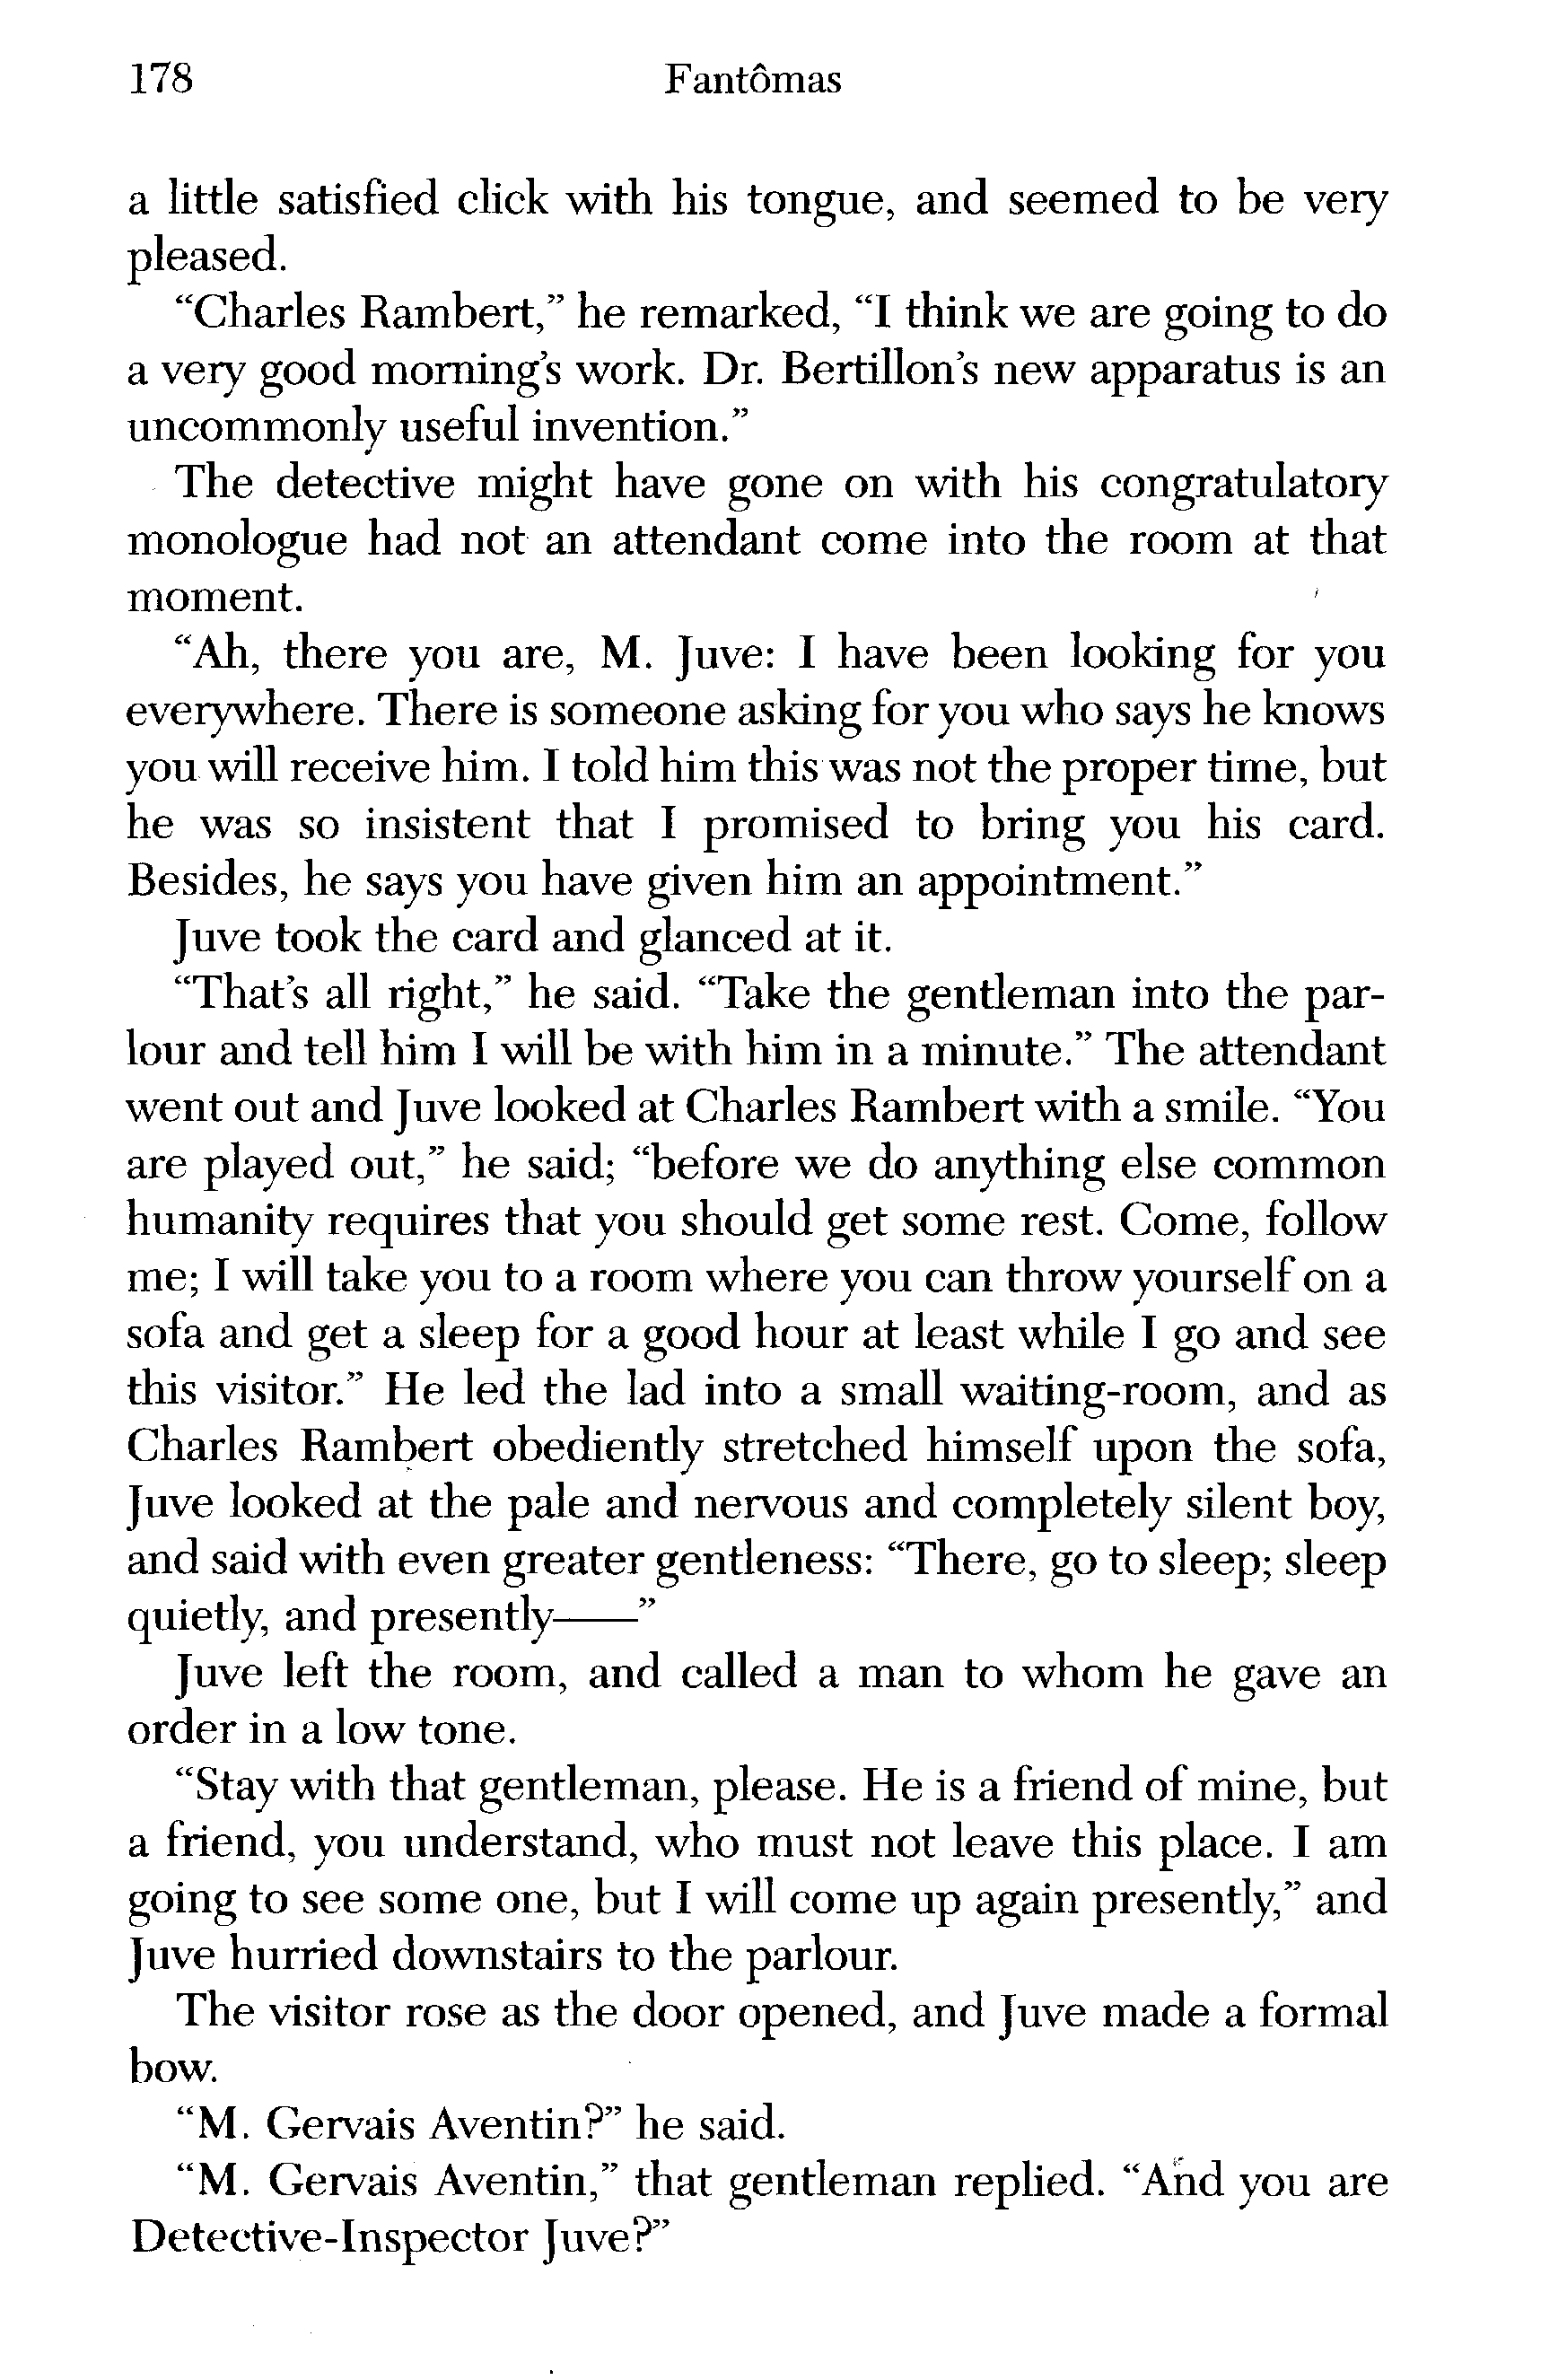 178 Fantômas
a little satisfied click with his tongue, and seemed to be very
pleased.
“Charles Rambert,” he remarked, “I think we are going to do
a very good morning’s work. Dr. Bertillon’s new apparatus is an
uncommonly useful invention.”
The detective might have gone on with his congratulatory
monologue had not an attendant come into the room at that
moment.
“Ah, there you are, M. Juve: I have been looking for you
everywhere. There is someone asking for you who says he knows
you will receive him. I told him this was not the proper time, but
he was so insistent that I promised to bring you his card.
Besides, he says you have given him an appointment.”
Juve took the card and glanced at it.
“That’s all right,” he said. “Take the gentleman into the par-
lour and tell him I will be with him in a minute.” The attendant
went out and Juve looked at Charles Rambert with a smile. “You
are played out,” he said; “before we do anything else common
humanity requires that you should get some rest. Come, follow
me; I will take you to a room where you can throw yourself on a
sofa and get a sleep for a good hour at least while I go and see
this visitor.” He led the lad into a small waiting-room, and as
Charles Rambert obediently stretched himself upon the sofa,
Juve looked at the pale and nervous and completely silent boy,
and said with even greater gentleness: “There, go to sleep; sleep
quietly, and presently——”
Juve left the room, and called a man to whom he gave an
order in a low tone.
“Stay with that gentleman, please. He is a friend of mine, but
a friend, you understand, who must not leave this place. I am
going to see some one, but I will come up again presently,” and
Juve hurried downstairs to the parlour.
The visitor rose as the door opened, and Juve made a formal
bow.
“M. Gervais Aventin?” he said.
“M. Gervais Aventin,” that gentleman replied. “And you are
Detective-Inspector Juve?”